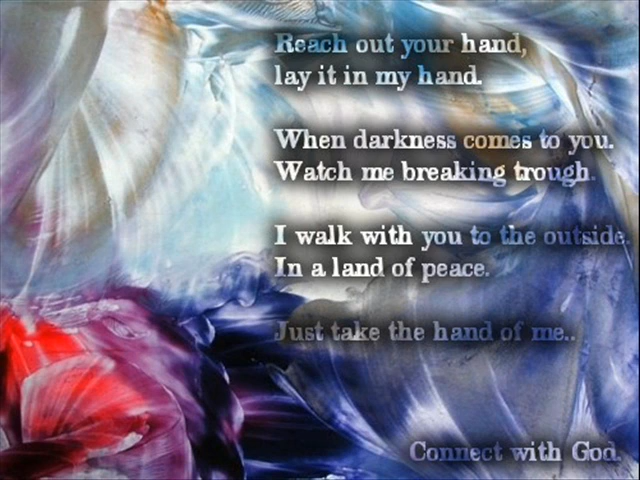 Reach out your hand,
lay it in my hand.
When darkness comes to you.
Watch me breaking trough.
I walk with you to the outside.
In a land of peace.
Just take the hand of me..
Connect with God.